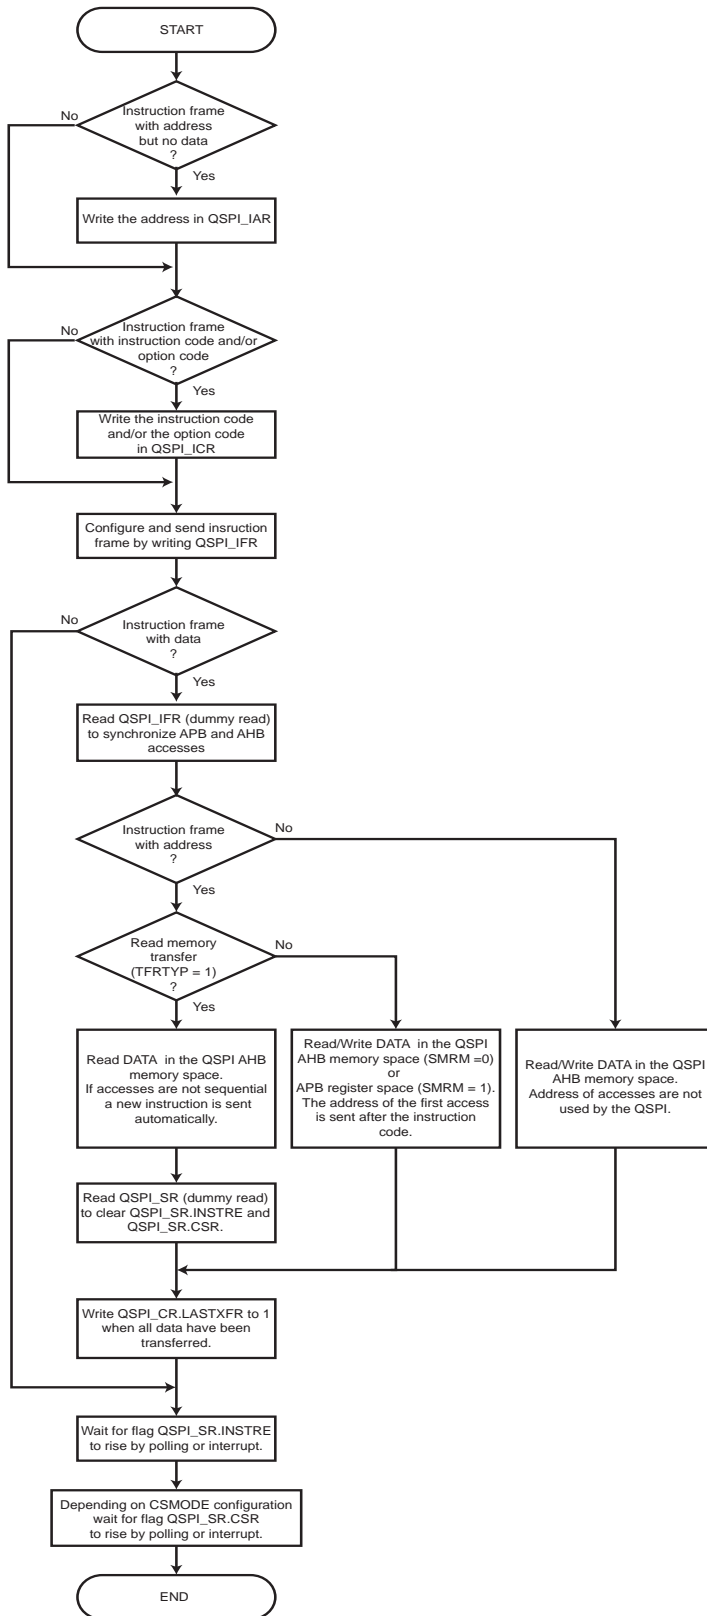 START
No
Instruction frame
with address
but no data
?
Yes
Write the address in QSPI_IAR
No
Instruction frame
with instruction code and/or
option code
?
Yes
Write the instruction code
and/or the option code
in QSPI_ICR
Configure and send insruction
frame by writing QSPI_IFR
No
Instruction frame
with data
?
Yes
Read QSPI_IFR (dummy read)
to synchronize APB and AHB
accesses
Instruction frame
with address
?
No
Yes
Read memory
transfer
(TFRTYP = 1)
?
No
Yes
Read DATA in the QSPI AHB
memory space.
If accesses are not sequential
a new instruction is sent
automatically.
Read/Write DATA in the QSPI
AHB memory space (SMRM =0)
or
APB register space (SMRM = 1).
The address of the first access
is sent after the instruction
code.
Read/Write DATA in the QSPI
AHB memory space.
Address of accesses are not
used by the QSPI.
Read QSPI_SR (dummy read)
to clear QSPI_SR.INSTRE and
QSPI_SR.CSR.
Write QSPI_CR.LASTXFR to 1
when all data have been
transferred.
Wait for flag QSPI_SR.INSTRE
to rise by polling or interrupt.
Depending on CSMODE configuration
wait for flag QSPI_SR.CSR
to rise by polling or interrupt.
END